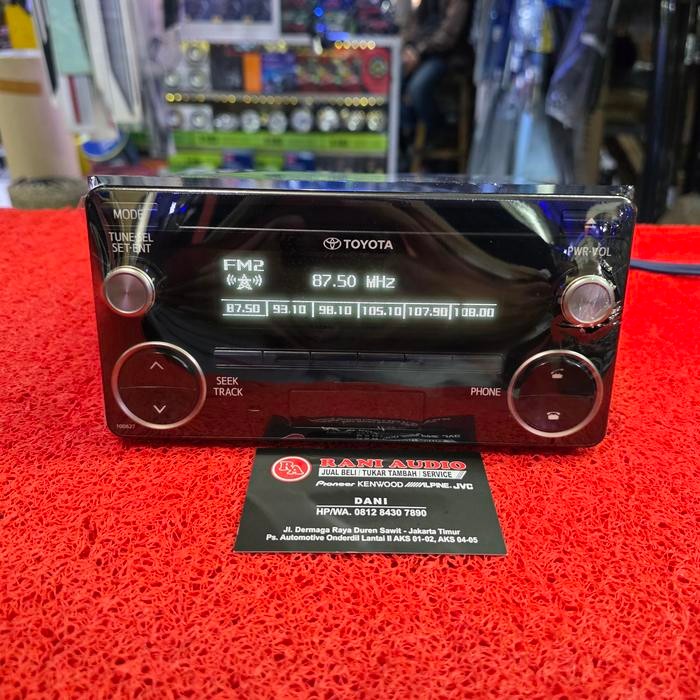 MODE
TUNE·SEL
SET·ENT
TOYOTA
PWR·VOL
FM2
87.50 MHz
87.50 93.10 98.10 105.10 107.90 108.00
SEEK
TRACK
PHONE
100627
RA RANI AUDIO
JUAL BELI / TUKAR TAMBAH / SERVICE
Pioneer KENWOOD ALPINE. JVC
DANI
HP/WA. 0812 8430 7890
Jl. Dermaga Raya Duren Sawit - Jakarta Timur
Ps. Automotive Onderdil Lantai II AKS 01-02, AKS 04-05